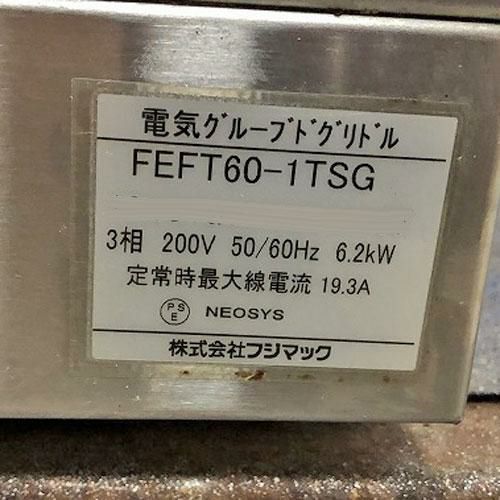 電気グルーブドグリドル
FEFT60-1TSG
3相 200V 50/60Hz 6.2kW
定常時最大線電流 19.3A
PSE NEOSYS
株式会社フジマック